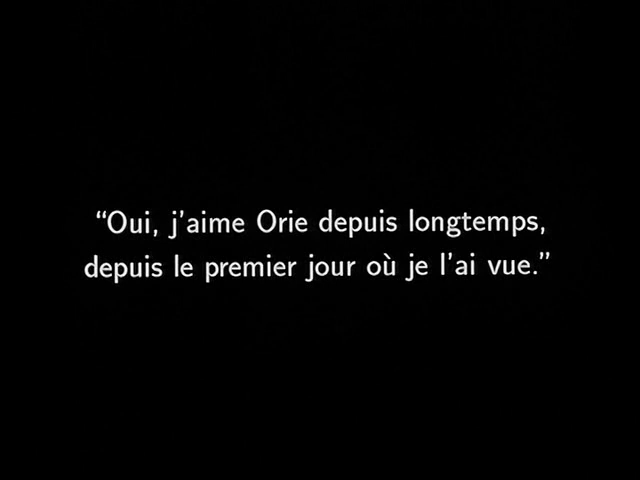 “Oui, j’aime Orie depuis longtemps,
depuis le premier jour où je l’ai vue.”